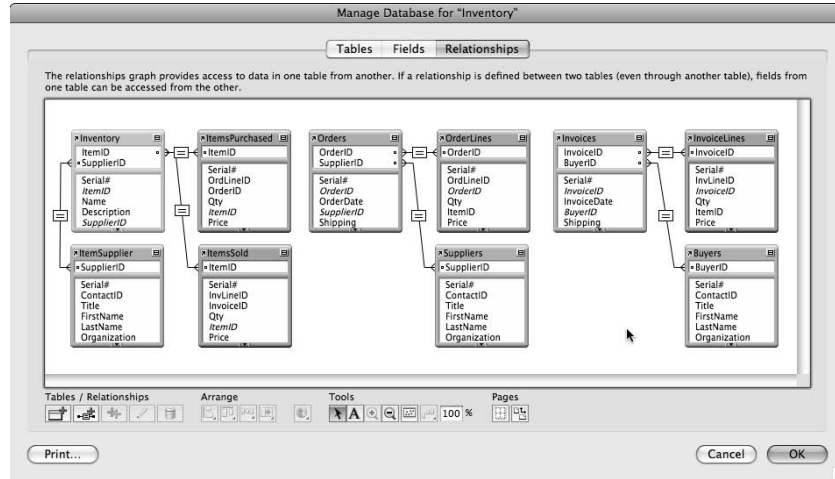 Manage Database for “Inventory”
Tables Fields Relationships
The relationships graph provides access to data in one table from another. If a relationship is defined between two tables (even through another table), fields from
one table can be accessed from the other.
Inventory
ItemID
SupplierID
Serial#
ItemID
Name
Description
SupplierID
ItemsPurchased
ItemID
Serial#
OrdLineID
OrderID
Qty
ItemID
Price
Orders
OrderID
SupplierID
Serial#
OrderID
OrderDate
SupplierID
Shipping
OrderLines
OrderID
Serial#
OrdLineID
OrderID
Qty
ItemID
Price
Invoices
InvoiceID
BuyerID
Serial#
InvoiceID
InvoiceDate
BuyerID
Shipping
InvoiceLines
InvoiceID
Serial#
InvLineID
InvoiceID
Qty
ItemID
Price
ItemSupplier
SupplierID
Serial#
ContactID
Title
FirstName
LastName
Organization
ItemsSold
ItemID
Serial#
InvLineID
InvoiceID
Qty
ItemID
Price
Suppliers
SupplierID
Serial#
ContactID
Title
FirstName
LastName
Organization
Buyers
BuyerID
Serial#
ContactID
Title
FirstName
LastName
Organization
Tables / Relationships Arrange Tools Pages
A 100 %
Print... Cancel OK